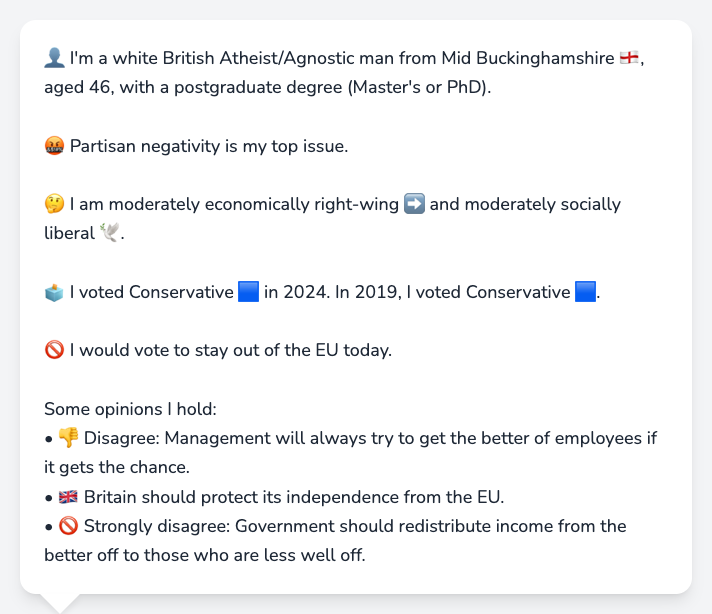 👤 I'm a white British Atheist/Agnostic man from Mid Buckinghamshire 🏴󠁧󠁢󠁥󠁮󠁧󠁿,
aged 46, with a postgraduate degree (Master's or PhD).
🤬 Partisan negativity is my top issue.
🤔 I am moderately economically right-wing ➡️ and moderately socially
liberal 🕊️.
🗳️ I voted Conservative 🟦 in 2024. In 2019, I voted Conservative 🟦.
🚫 I would vote to stay out of the EU today.
Some opinions I hold:
• 👎 Disagree: Management will always try to get the better of employees if
it gets the chance.
• 🇬🇧 Britain should protect its independence from the EU.
• 🚫 Strongly disagree: Government should redistribute income from the
better off to those who are less well off.